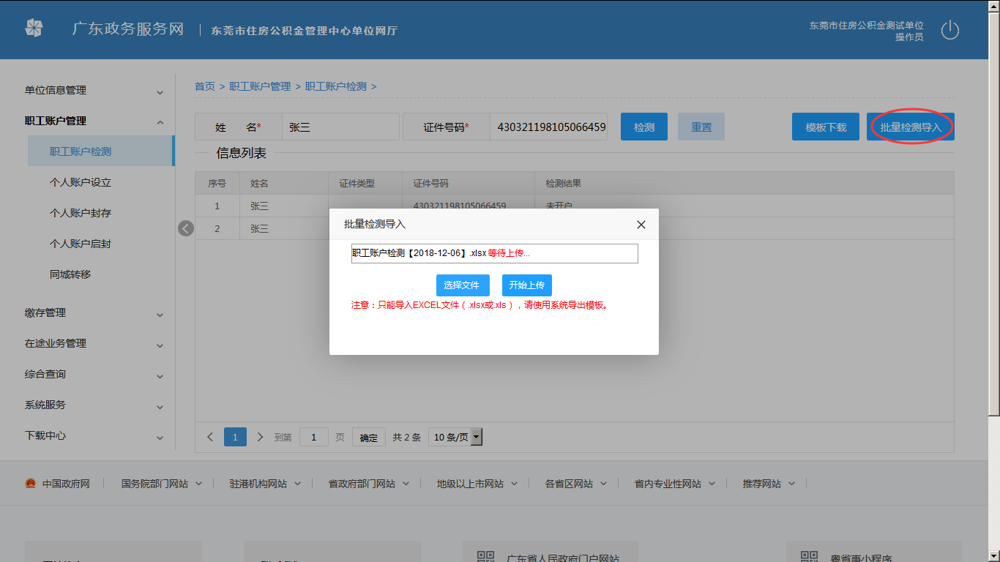 广东政务服务网 | 东莞市住房公积金管理中心单位网厅
东莞市住房公积金测试单位
操作员
单位信息管理
职工账户管理
职工账户检测
个人账户设立
个人账户封存
个人账户启封
同城转移
缴存管理
在途业务管理
综合查询
系统服务
下载中心
首页 > 职工账户管理 > 职工账户检测 >
姓 名* 张三 证件号码* 430321198105066459 检测 重置 模板下载 批量检测导入
信息列表
序号 姓名 证件类型 证件号码 检测结果
1 张三 430321198105066459 未开户
2 张三
批量检测导入
职工账户检测【2018-12-06】.xlsx 等待上传...
选择文件 开始上传
注意：只能导入EXCEL文件（.xlsx或.xls），请使用系统导出模板。
1 到第 1 页 确定 共 2 条 10 条/页
中国政府网 国务院部门网站 驻港机构网站 省政府部门网站 地级以上市网站 各省区网站 省内专业性网站 推荐网站
广东省人民政府门户网站 粤省事小程序